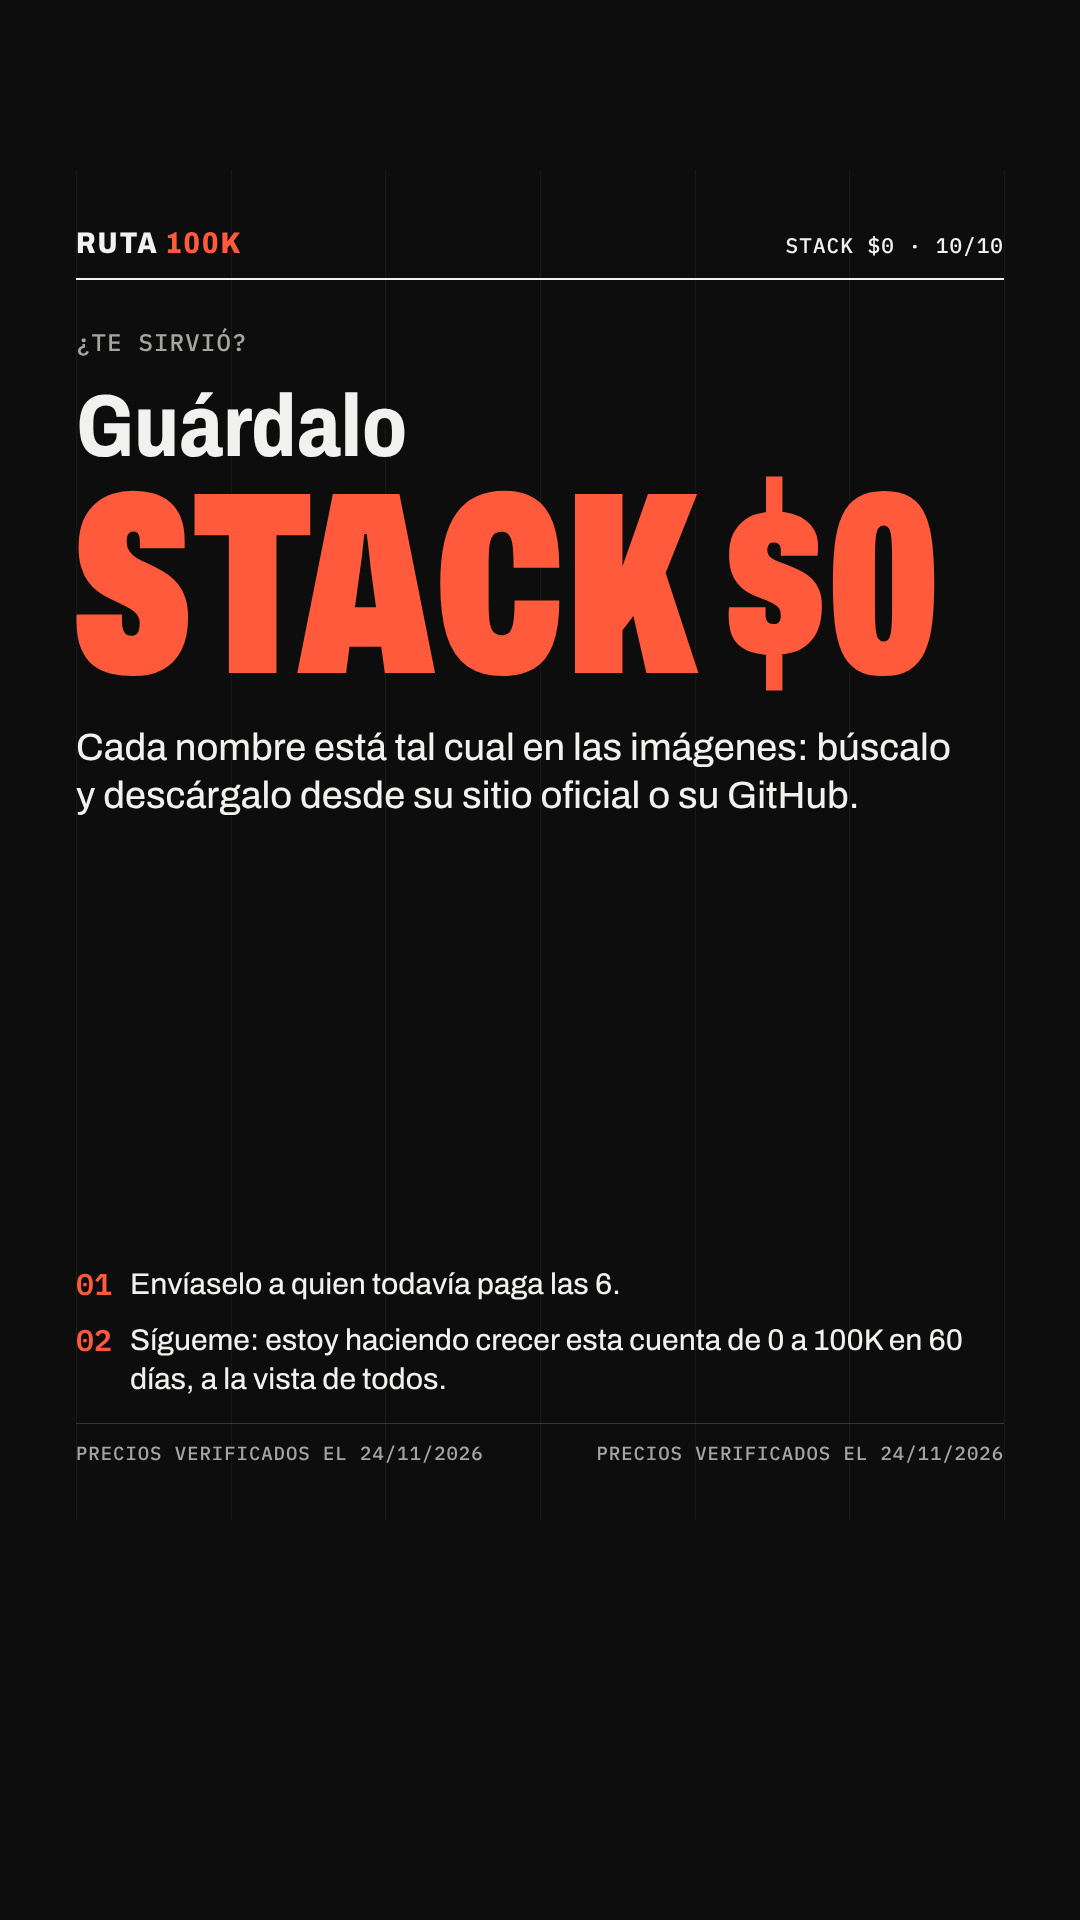 RUTA 100K
STACK $0 · 10/10
¿TE SIRVIÓ?
Guárdalo
STACK $0
Cada nombre está tal cual en las imágenes: búscalo
y descárgalo desde su sitio oficial o su GitHub.
01 Envíaselo a quien todavía paga las 6.
02 Sígueme: estoy haciendo crecer esta cuenta de 0 a 100K en 60
días, a la vista de todos.
PRECIOS VERIFICADOS EL 24/11/2026
PRECIOS VERIFICADOS EL 24/11/2026